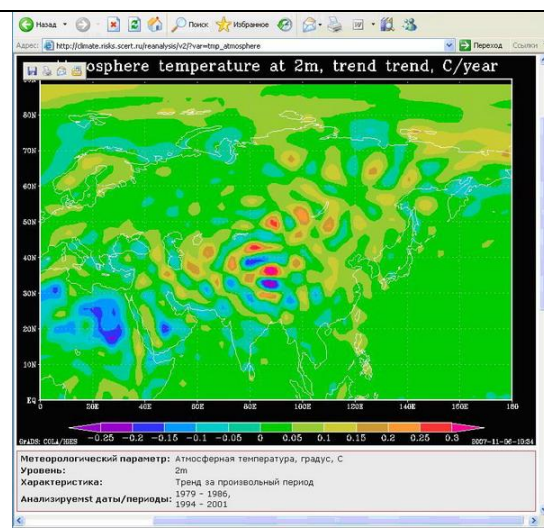 Назад Поиск Избранное
Адрес: http://climate.risks.scert.ru/reanalysis/v2/?var=tmp_atmosphere Переход Ссылки
mosphere temperature at 2m, trend trend, C/year
80N
70N
60N
50N
40N
30N
20N
10N
EQ
0 20E 40E 60E 80E 100E 120E 140E 160E 180
-0.25 -0.2 -0.15 -0.1 -0.05 0 0.05 0.1 0.15 0.2 0.25 0.3
GrADS: COLA/IGES 2007-11-06-10:24
Метеорологический параметр: Атмосферная температура, градус, C
Уровень: 2m
Характеристика: Тренд за произвольный период
Анализируемst даты/периоды: 1979 - 1986,
1994 - 2001